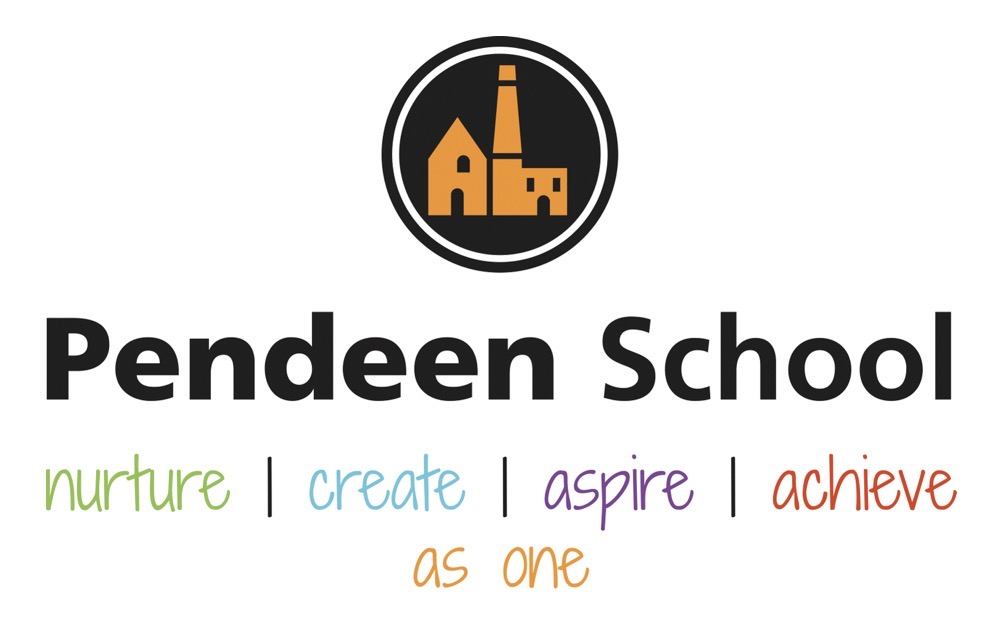 Pendeen School
nurture | create | aspire | achieve
as one